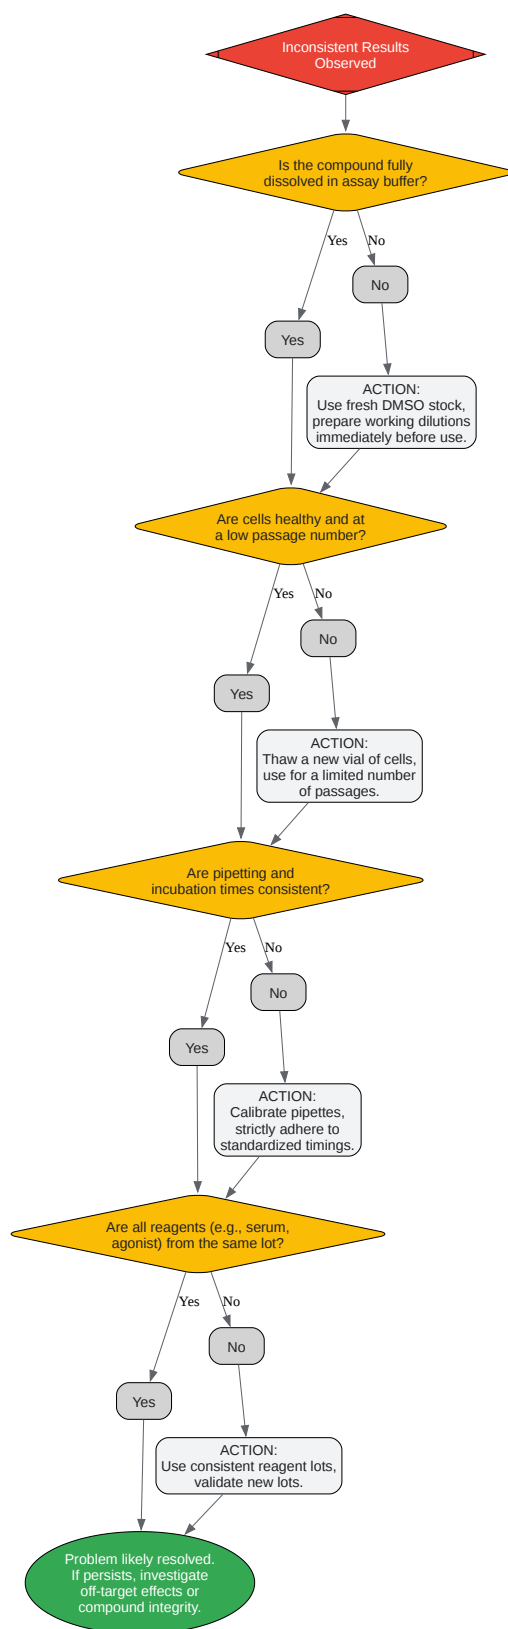 Inconsistent Results
Observed
Is the compound fully
dissolved in assay buffer?
Yes
No
No
Yes
ACTION:
Use fresh DMSO stock,
prepare working dilutions
immediately before use.
Are cells healthy and at
a low passage number?
Yes
No
No
Yes
ACTION:
Thaw a new vial of cells,
use for a limited number
of passages.
Are pipetting and
incubation times consistent?
Yes
No
No
Yes
ACTION:
Calibrate pipettes,
strictly adhere to
standardized timings.
Are all reagents (e.g., serum,
agonist) from the same lot?
Yes
No
No
Yes
ACTION:
Use consistent reagent lots,
validate new lots.
Problem likely resolved.
If persists, investigate
off-target effects or
compound integrity.